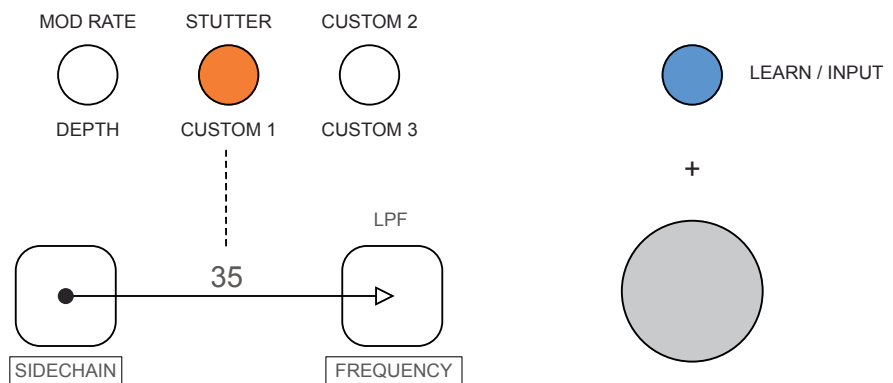 MOD RATE STUTTER CUSTOM 2
LEARN / INPUT
DEPTH CUSTOM 1 CUSTOM 3
+
LPF
35
SIDECHAIN FREQUENCY